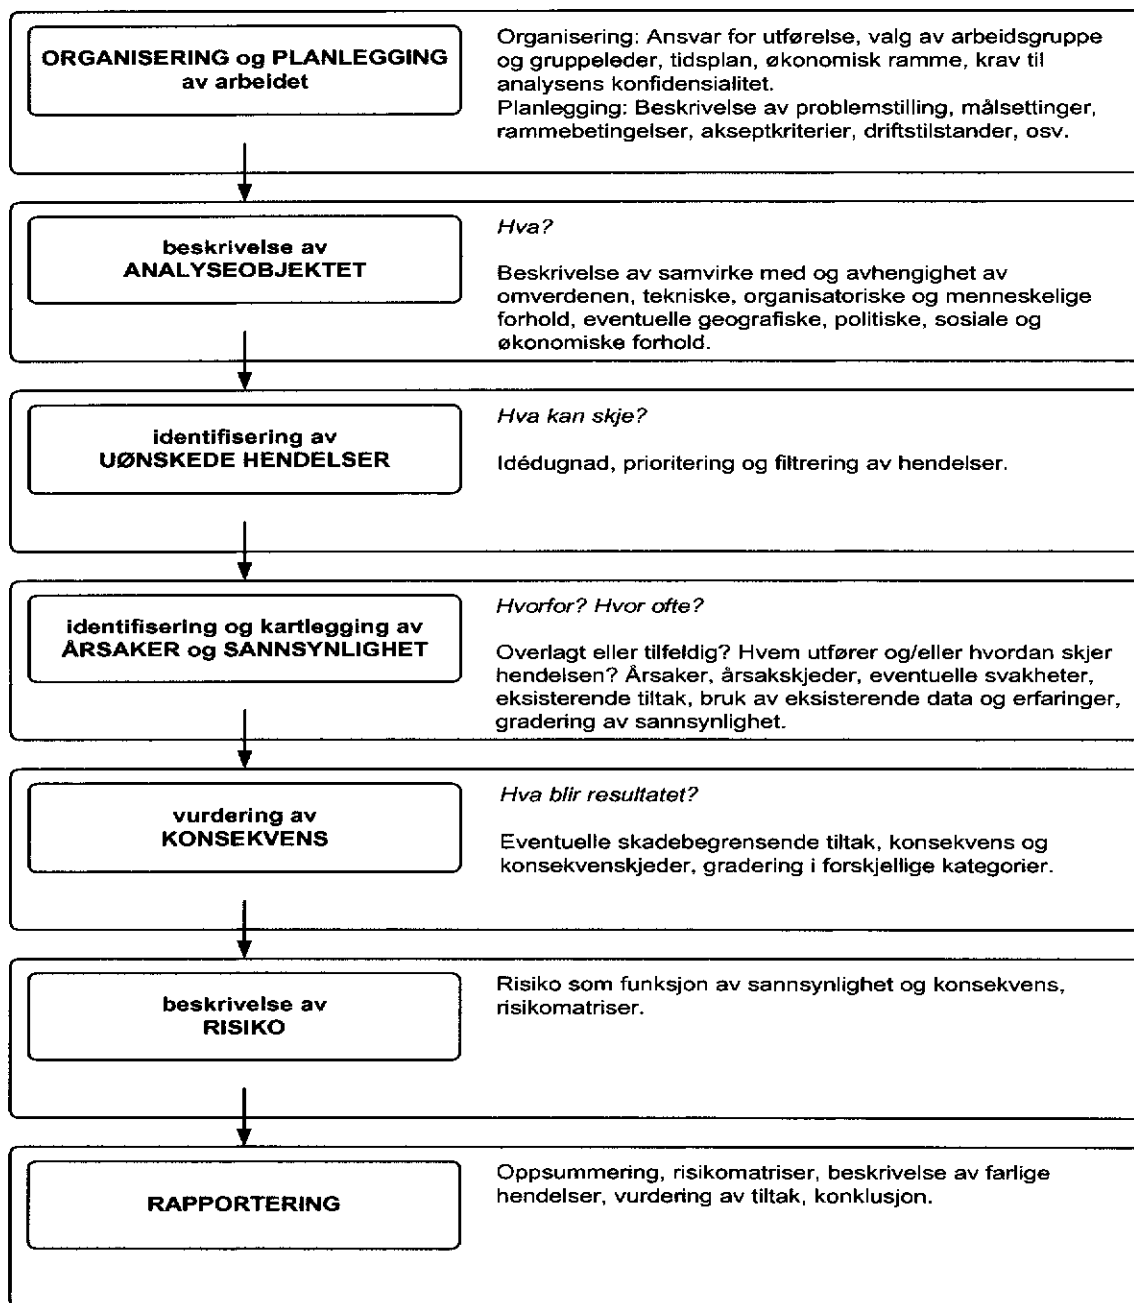 ORGANISERING og PLANLEGGING
av arbeidet
Organisering: Ansvar for utførelse, valg av arbeidsgruppe
og gruppeleder, tidsplan, økonomisk ramme, krav til
analysens konfidensialitet.
Planlegging: Beskrivelse av problemstilling, målsettinger,
rammebetingelser, akseptkriterier, driftstilstander, osv.
beskrivelse av
ANALYSEOBJEKTET
Hva?
Beskrivelse av samvirke med og avhengighet av
omverdenen, tekniske, organisatoriske og menneskelige
forhold, eventuelle geografiske, politiske, sosiale og
økonomiske forhold.
identifisering av
UØNSKEDE HENDELSER
Hva kan skje?
Idédugnad, prioritering og filtrering av hendelser.
identifisering og kartlegging av
ÅRSAKER og SANNSYNLIGHET
Hvorfor? Hvor ofte?
Overlagt eller tilfeldig? Hvem utfører og/eller hvordan skjer
hendelsen? Årsaker, årsakskjeder, eventuelle svakheter,
eksisterende tiltak, bruk av eksisterende data og erfaringer,
gradering av sannsynlighet.
vurdering av
KONSEKVENS
Hva blir resultatet?
Eventuelle skadebegrensende tiltak, konsekvens og
konsekvenskjeder, gradering i forskjellige kategorier.
beskrivelse av
RISIKO
Risiko som funksjon av sannsynlighet og konsekvens,
risikomatriser.
RAPPORTERING
Oppsummering, risikomatriser, beskrivelse av farlige
hendelser, vurdering av tiltak, konklusjon.